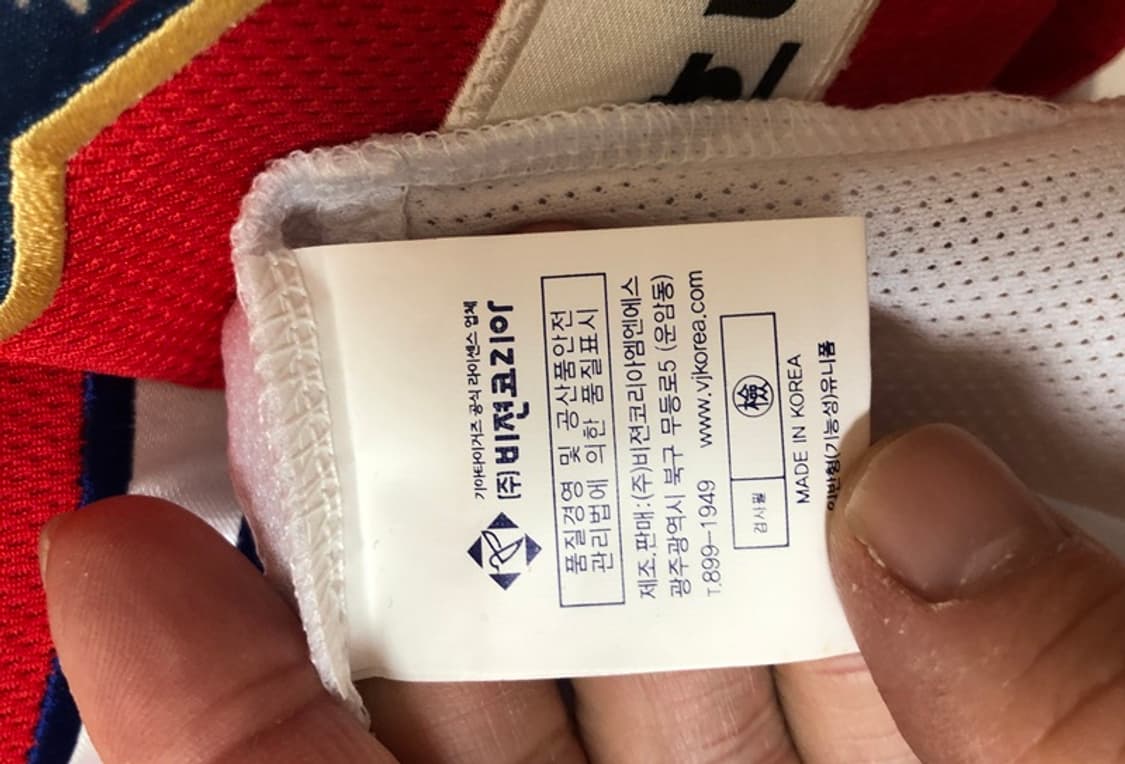 기아타이거즈 공식 라이센스 업체
(주)비젼코리아
품질경영 및 공산품안전
관리법에 의한 품질표시
제조.판매:(주)비젼코리아엠엔에스
광주광역시 북구 무등로5 (운암동)
T.899-1949 www.vjkorea.com
검사필 檢
MADE IN KOREA
일반형(기능성)유니폼